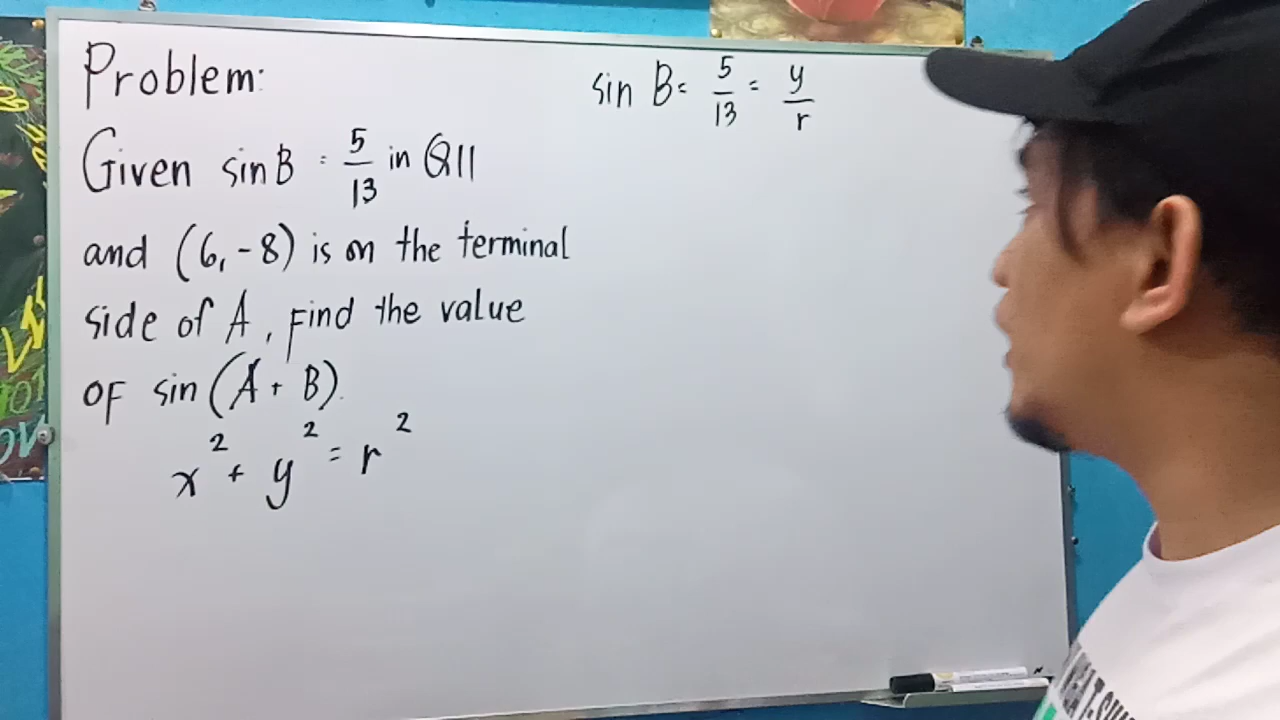 Problem:
Given sin B = 5/13 in QII
and (6, -8) is on the terminal
side of A, Find the value
OF sin (A + B).
x² + y² = r²
sin B = 5/13 = y/r